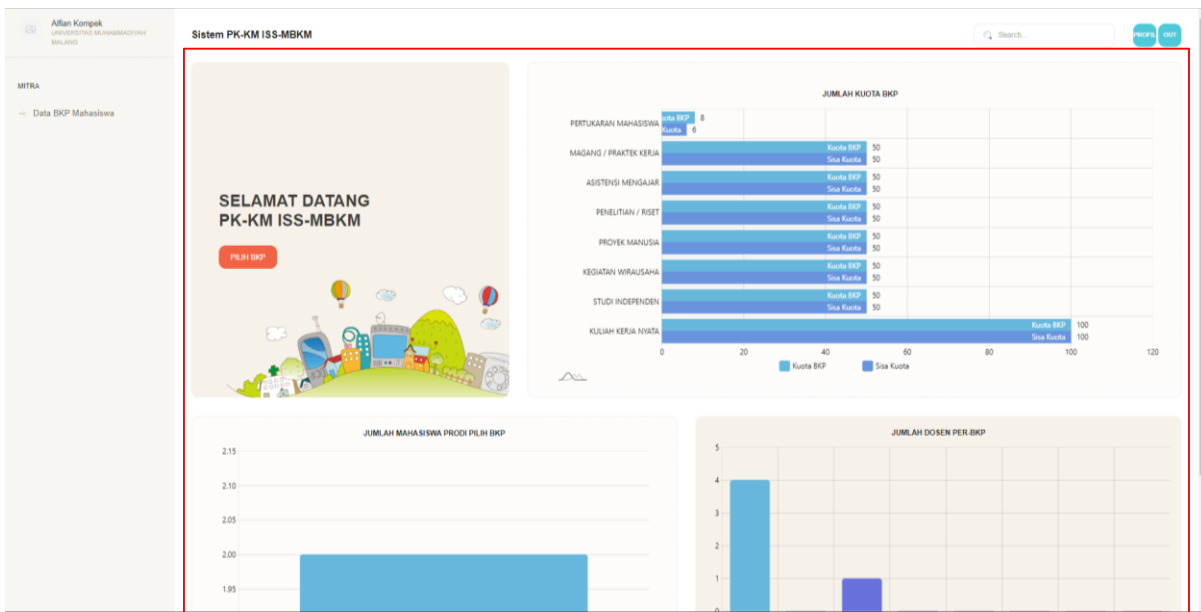 Alfian Kompek
UNIVERSITAS MUHAMMADIYAH
MALANG
Sistem PK-KM ISS-MBKM
Search...
PROFIL
OUT
MITRA
Data BKP Mahasiswa
SELAMAT DATANG
PK-KM ISS-MBKM
PILIH BKP
JUMLAH KUOTA BKP
PERTUKARAN MAHASISWA
uota BKP 8
Kuota 6
MAGANG / PRAKTEK KERJA
Kuota BKP 50
Sisa Kuota 50
ASISTENSI MENGAJAR
Kuota BKP 50
Sisa Kuota 50
PENELITIAN / RISET
Kuota BKP 50
Sisa Kuota 50
PROYEK MANUSIA
Kuota BKP 50
Sisa Kuota 50
KEGIATAN WIRAUSAHA
Kuota BKP 50
Sisa Kuota 50
STUDI INDEPENDEN
Kuota BKP 50
Sisa Kuota 50
KULIAH KERJA NYATA
Kuota BKP 100
Sisa Kuota 100
0 20 40 60 80 100 120
Kuota BKP Sisa Kuota
JUMLAH MAHASISWA PRODI PILIH BKP
2.15
2.10
2.05
2.00
1.95
JUMLAH DOSEN PER-BKP
5
4
3
2
1
0